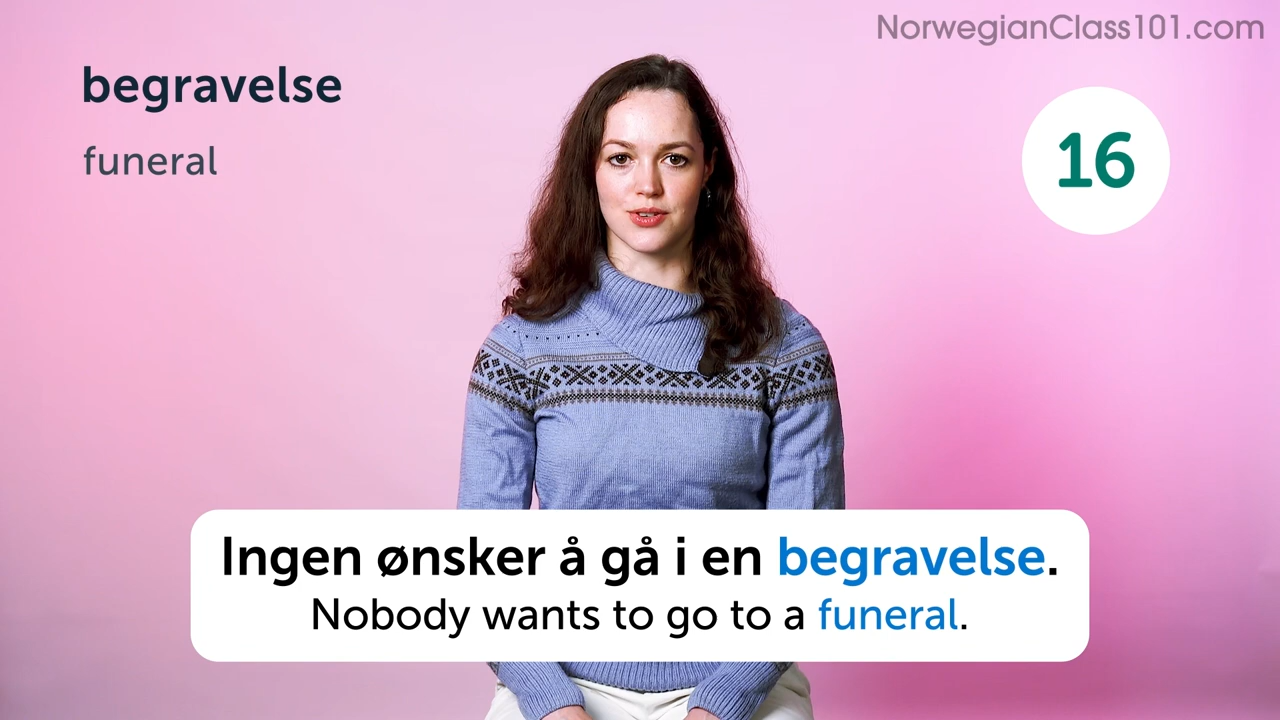 NorwegianClass101.com
begravelse
funeral
16
Ingen ønsker å gå i en begravelse.
Nobody wants to go to a funeral.